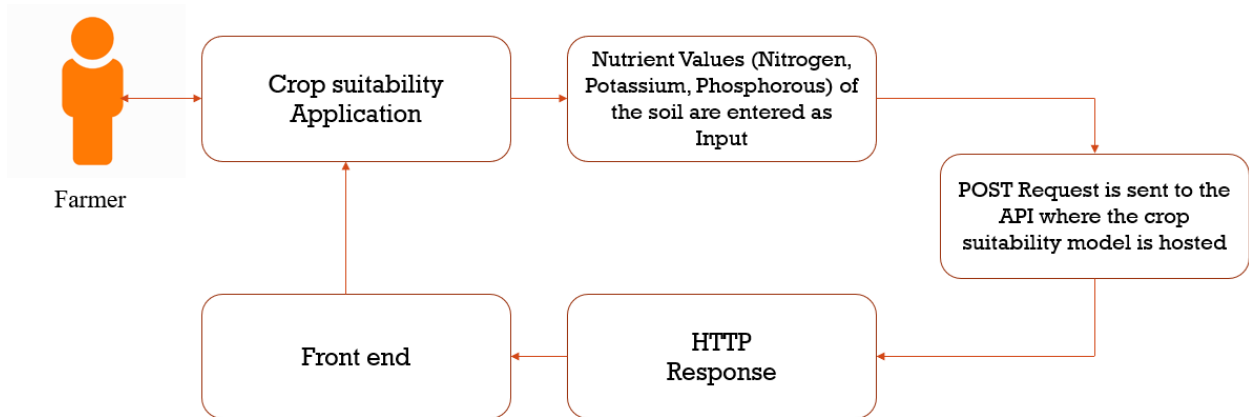 Crop suitability
Application
Nutrient Values (Nitrogen,
Potassium, Phosphorous) of
the soil are entered as
Input
Farmer
POST Request is sent to the
API where the crop
suitability model is hosted
HTTP
Response
Front end